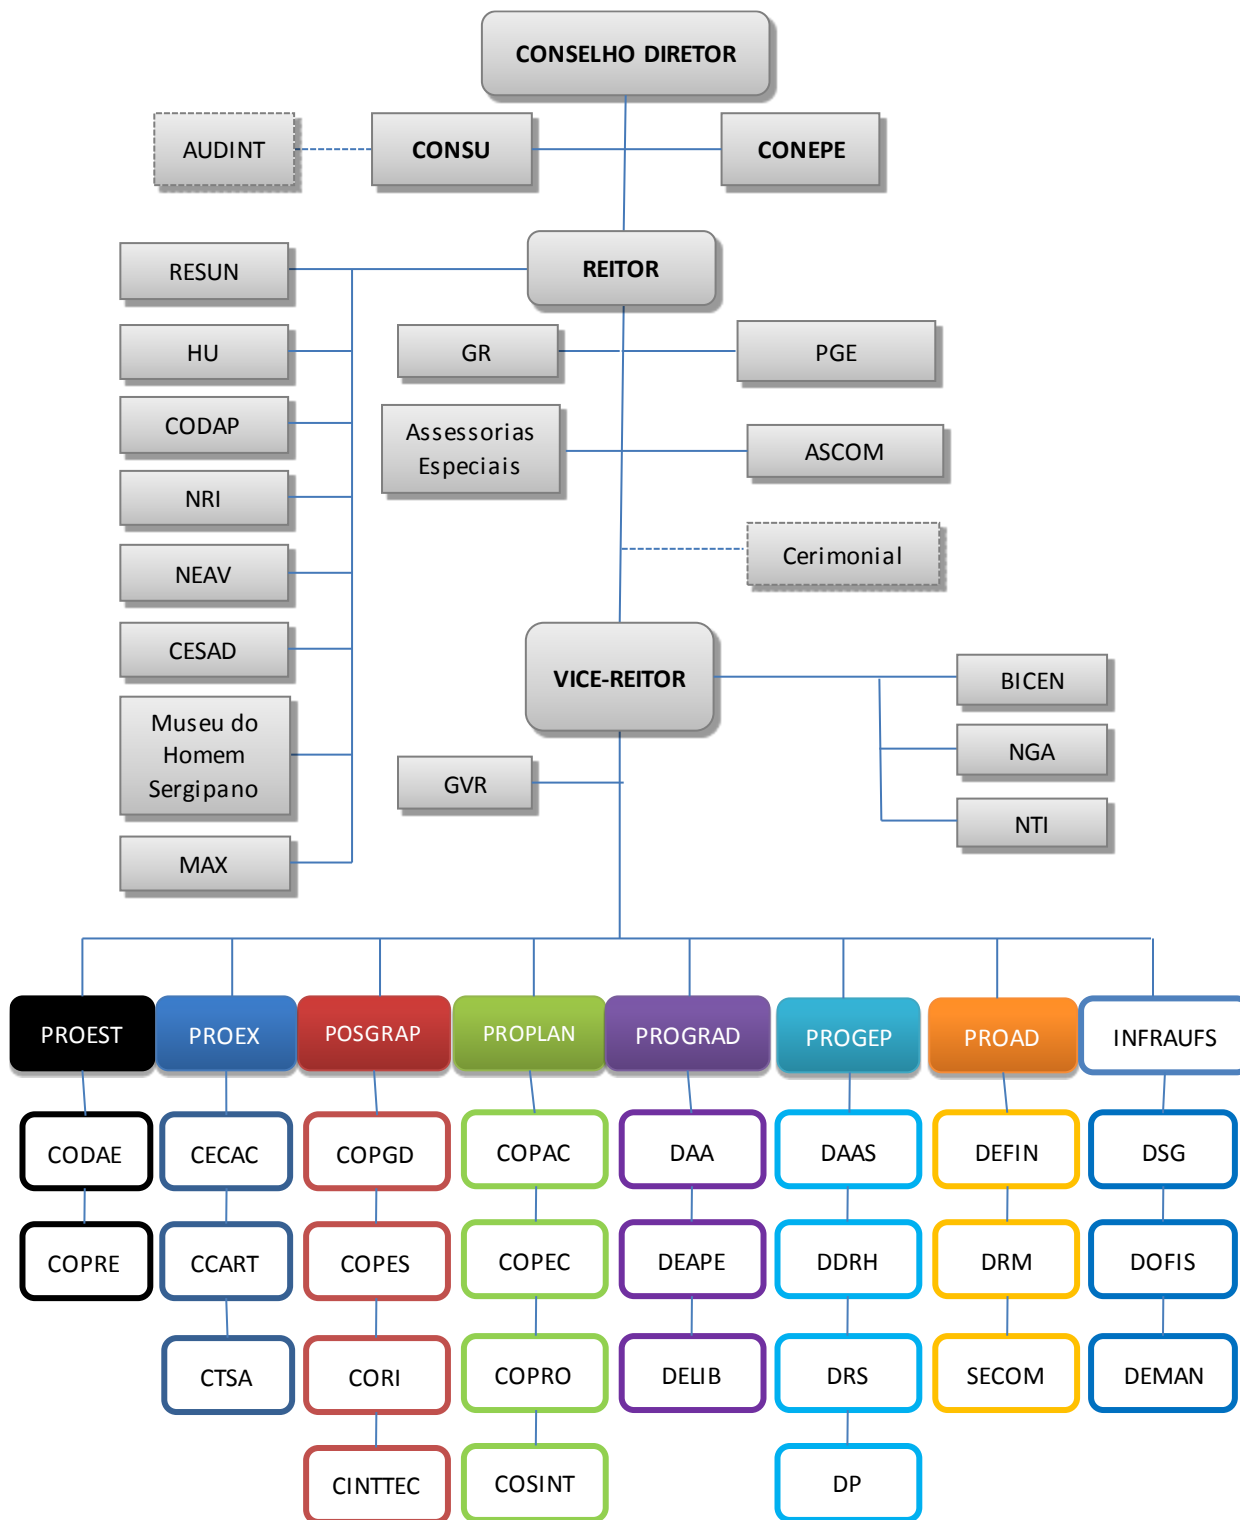 CONSELHO DIRETOR
AUDINT
CONSU
CONEPE
RESUN
REITOR
HU
GR
PGE
CODAP
Assessorias
Especiais
ASCOM
NRI
NEAV
Cerimonial
CESAD
VICE-REITOR
BICEN
Museu do
Homem
Sergipano
GVR
NGA
NTI
MAX
PROEST
PROEX
POSGRAP
PROPLAN
PROGRAD
PROGEP
PROAD
INFRAUFS
CODAE
CECAC
COPGD
COPAC
DAA
DAAS
DEFIN
DSG
COPRE
CCART
COPES
COPEC
DEAPE
DDRH
DRM
DOFIS
CTSA
CORI
COPRO
DELIB
DRS
SECOM
DEMAN
CINTTEC
COSINT
DP